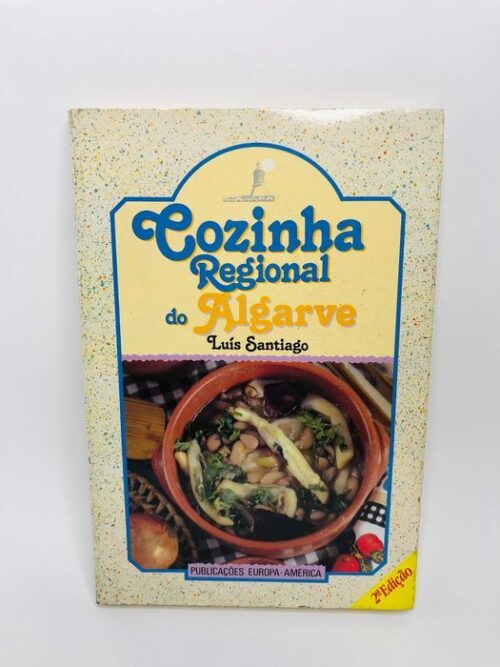 Cozinha
Regional
do Algarve
Luís Santiago
PUBLICAÇÕES EUROPA-AMÉRICA
2ª Edição